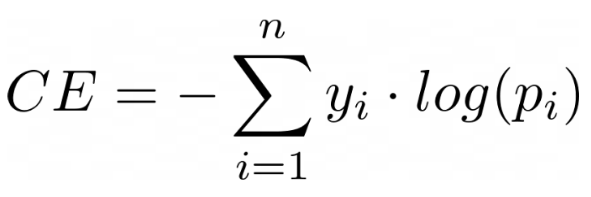 CE = - \sum_{i=1}^{n} y_i \cdot log(p_i)